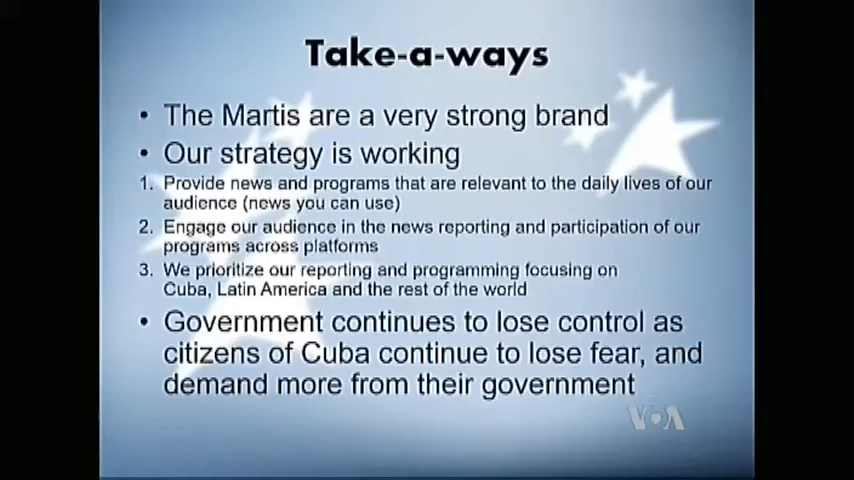 Take-a-ways
• The Martis are a very strong brand
• Our strategy is working
1. Provide news and programs that are relevant to the daily lives of our
audience (news you can use)
2. Engage our audience in the news reporting and participation of our
programs across platforms
3. We prioritize our reporting and programming focusing on
Cuba, Latin America and the rest of the world
• Government continues to lose control as
citizens of Cuba continue to lose fear, and
demand more from their government
VOA